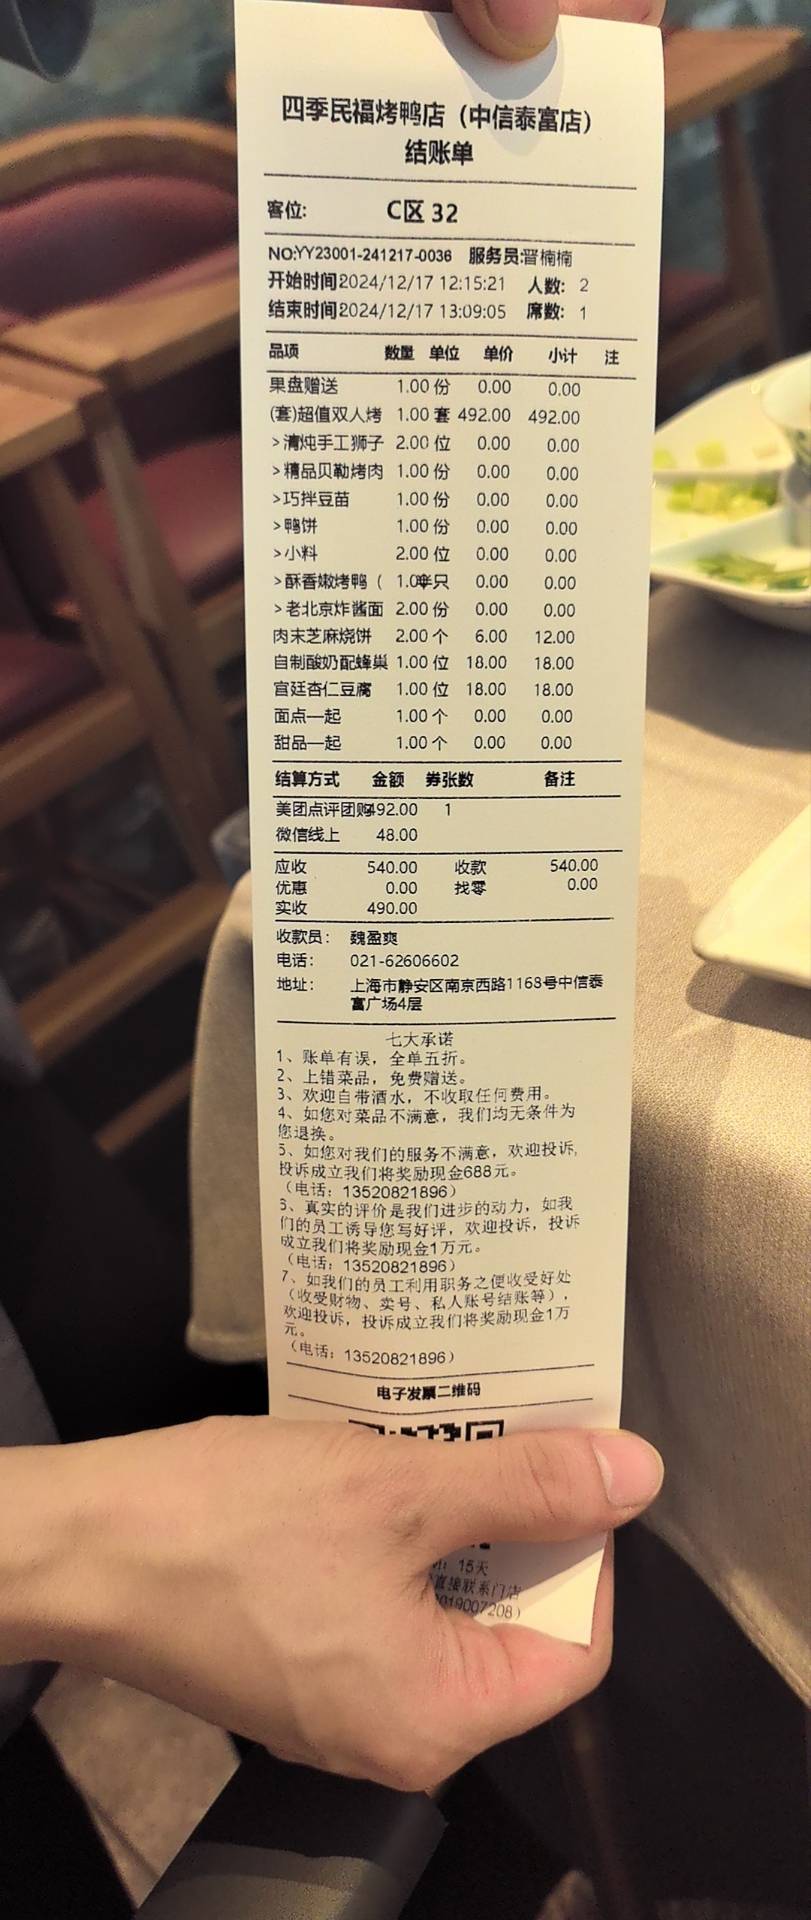 四季民福烤鸭店（中信泰富店）
结账单
客位: C区 32
NO:YY23001-241217-0036 服务员:晋楠楠
开始时间2024/12/17 12:15:21 人数: 2
结束时间2024/12/17 13:09:05 席数: 1
品项 数量 单位 单价 小计 注
果盘赠送 1.00 份 0.00 0.00
(套)超值双人烤 1.00 套 492.00 492.00
>清炖手工狮子 2.00 位 0.00 0.00
>精品贝勒烤肉 1.00 份 0.00 0.00
>巧拌豆苗 1.00 份 0.00 0.00
>鸭饼 1.00 份 0.00 0.00
>小料 2.00 位 0.00 0.00
>酥香嫩烤鸭（ 1.0半只 0.00 0.00
>老北京炸酱面 2.00 份 0.00 0.00
肉末芝麻烧饼 2.00 个 6.00 12.00
自制酸奶配蜂巢 1.00 位 18.00 18.00
宫廷杏仁豆腐 1.00 位 18.00 18.00
面点一起 1.00 个 0.00 0.00
甜品一起 1.00 个 0.00 0.00
结算方式 金额 券张数 备注
美团点评团购492.00 1
微信线上 48.00
应收 540.00 收款 540.00
优惠 0.00 找零 0.00
实收 490.00
收款员: 魏盈爽
电话: 021-62606602
地址: 上海市静安区南京西路1168号中信泰
富广场4层
七大承诺
1、账单有误，全单五折。
2、上错菜品，免费赠送。
3、欢迎自带酒水，不收取任何费用。
4、如您对菜品不满意，我们均无条件为
您退换。
5、如您对我们的服务不满意，欢迎投诉,
投诉成立我们将奖励现金688元。
（电话：13520821896）
6、真实的评价是我们进步的动力，如我
们的员工诱导您写好评，欢迎投诉，投诉
成立我们将奖励现金1万元。
（电话：13520821896）
7、如我们的员工利用职务之便收受好处
（收受财物、卖号、私人账号结账等），
欢迎投诉，投诉成立我们将奖励现金1万
元。
（电话：13520821896）
电子发票二维码
15天
直接联系门店
019007208）